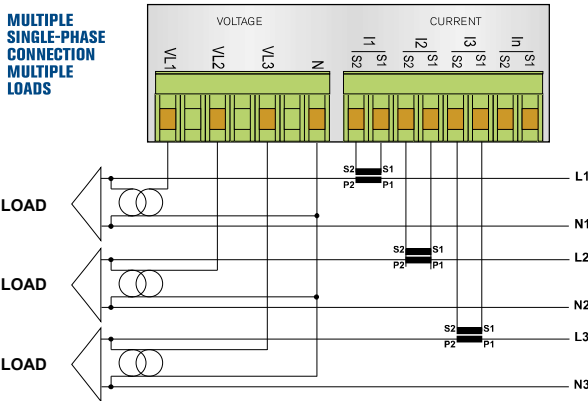 MULTIPLE
SINGLE-PHASE
CONNECTION
MULTIPLE
LOADS
VOLTAGE
CURRENT
VL1
VL2
VL3
N
I1
I2
I3
In
S2
S1
S2
S1
S2
S1
S2
S1
S2 S1
P2 P1
L1
LOAD
N1
S2 S1
P2 P1
L2
LOAD
N2
S2 S1
P2 P1
L3
LOAD
N3